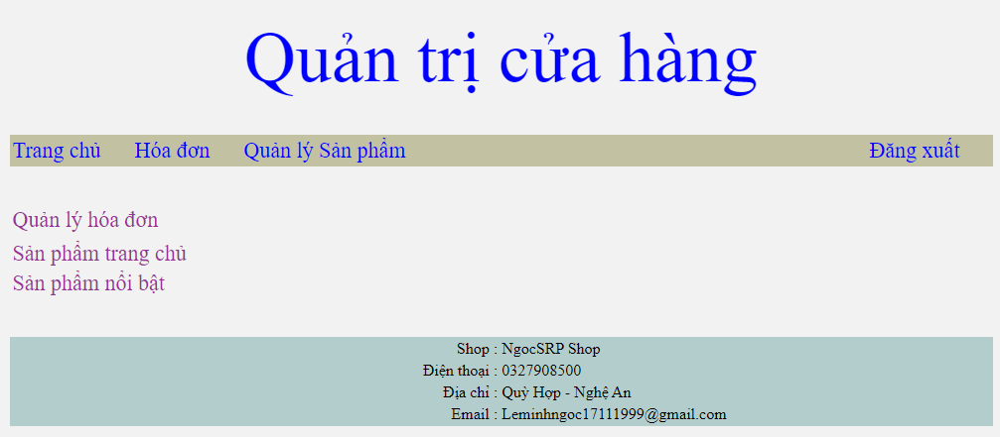 Quản trị cửa hàng
Trang chủ Hóa đơn Quản lý Sản phẩm Đăng xuất
Quản lý hóa đơn
Sản phẩm trang chủ
Sản phẩm nổi bật
Shop : NgocSRP Shop
Điện thoại : 0327908500
Địa chỉ : Quỳ Hợp - Nghệ An
Email : Leminhngoc17111999@gmail.com